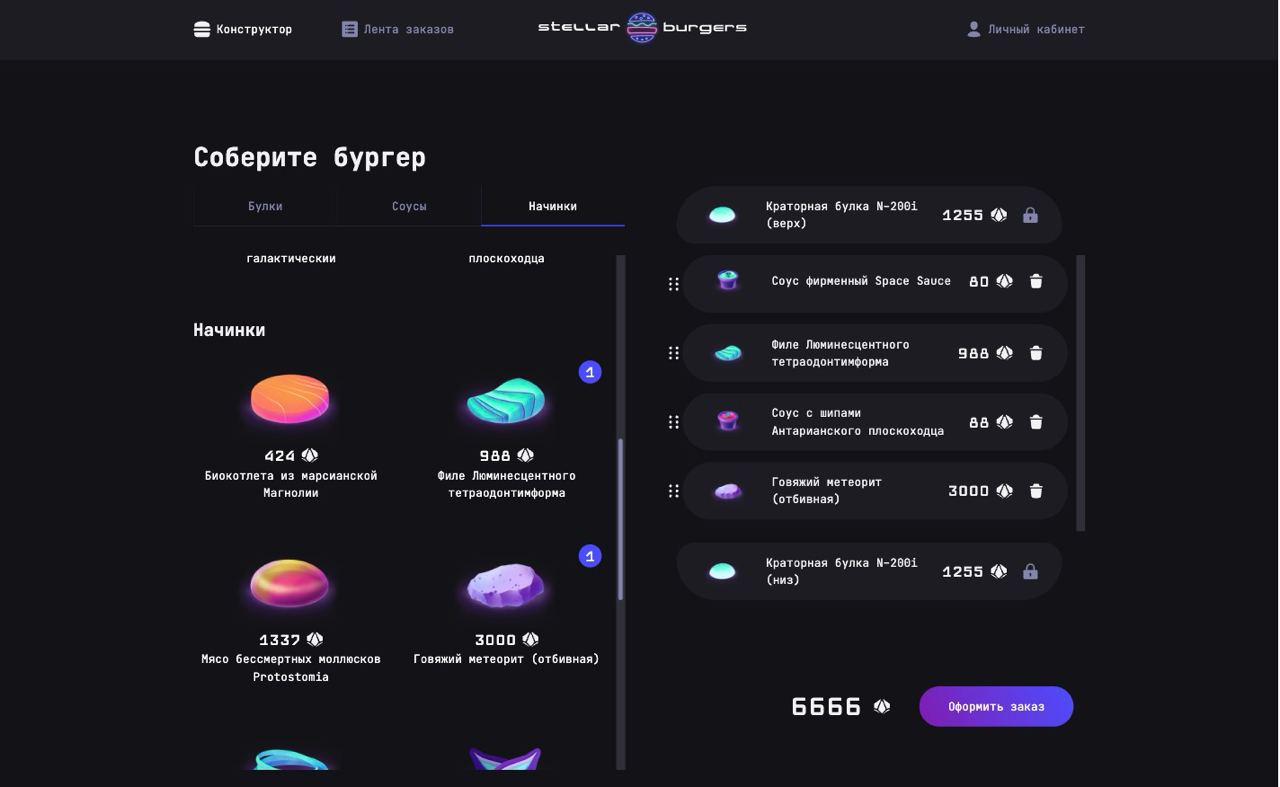 Конструктор
Лента заказов
stellar burgers
Личный кабинет
Соберите бургер
Булки
Соусы
Начинки
галактический
плоскоходца
Начинки
1
424
Биокотлета из марсианской
Магнолии
988
Филе Люминесцентного
тетраодонтимформа
1
1337
Мясо бессмертных моллюсков
Protostomia
3000
Говяжий метеорит (отбивная)
Краторная булка N-200i
(верх)
1255
Соус фирменный Space Sauce
80
Филе Люминесцентного
тетраодонтимформа
988
Соус с шипами
Антарианского плоскоходца
88
Говяжий метеорит
(отбивная)
3000
Краторная булка N-200i
(низ)
1255
6666
Оформить заказ